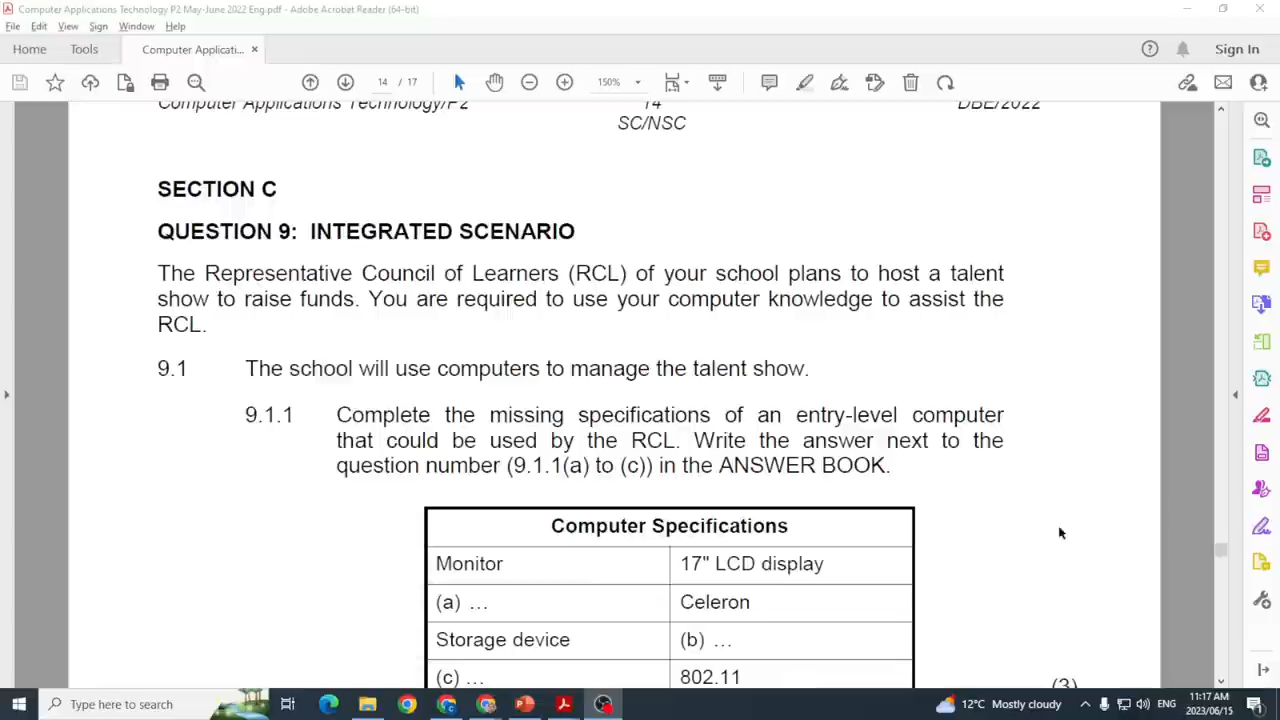 Computer Applications Technology P2 May-June 2022 Eng.pdf - Adobe Acrobat Reader (64-bit)
File Edit View Sign Window Help
Home Tools Computer Applicati... × Sign In
14 / 17 150%
Computer Applications Technology/P2 14 DBE/2022
SC/NSC
SECTION C
QUESTION 9: INTEGRATED SCENARIO
The Representative Council of Learners (RCL) of your school plans to host a talent
show to raise funds. You are required to use your computer knowledge to assist the
RCL.
9.1 The school will use computers to manage the talent show.
9.1.1 Complete the missing specifications of an entry-level computer
that could be used by the RCL. Write the answer next to the
question number (9.1.1(a) to (c)) in the ANSWER BOOK.
Computer Specifications
Monitor 17" LCD display
(a) … Celeron
Storage device (b) …
(c) … 802.11
(3)
Type here to search 12°C Mostly cloudy ENG 11:17 AM
2023/06/15